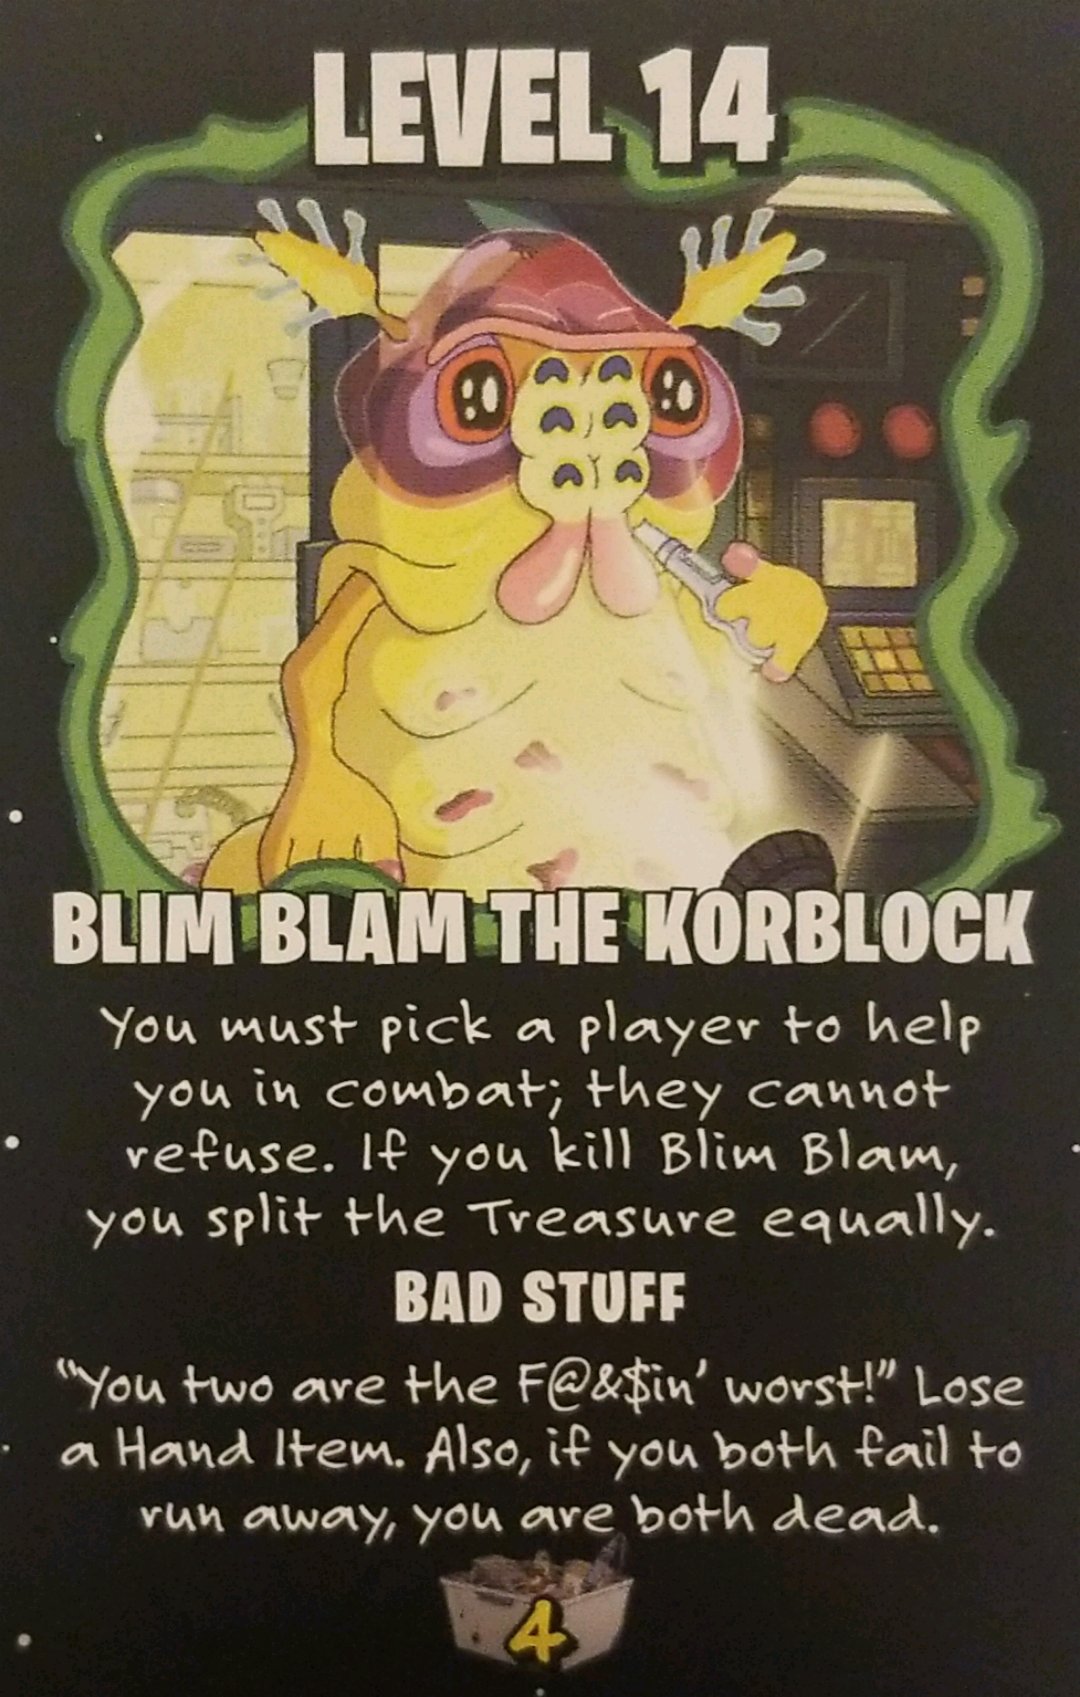 LEVEL 14
BLIM BLAM THE KORBLOCK
You must pick a player to help
you in combat; they cannot
refuse. If you kill Blim Blam,
you split the Treasure equally.
BAD STUFF
“You two are the F@&$in’ worst!” Lose
a Hand Item. Also, if you both fail to
run away, you are both dead.
4